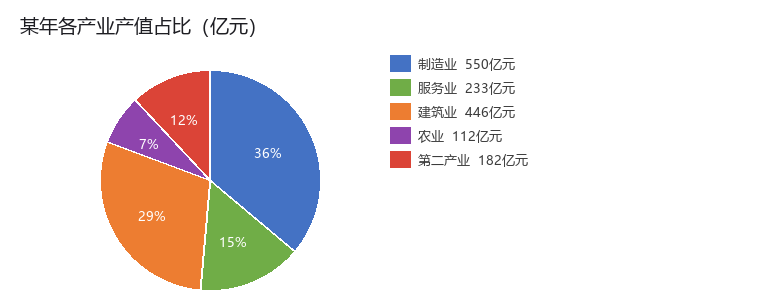 某年各产业产值占比（亿元）
制造业 550亿元
服务业 233亿元
建筑业 446亿元
农业 112亿元
第二产业 182亿元
36%
15%
29%
7%
12%